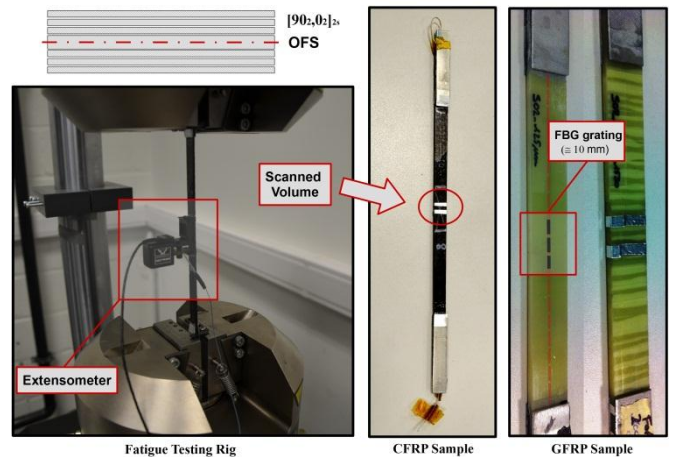 [90₂,0₂]₂s
OFS
Scanned
Volume
Extensometer
FBG grating
(≅ 10 mm)
Fatigue Testing Rig
CFRP Sample
GFRP Sample